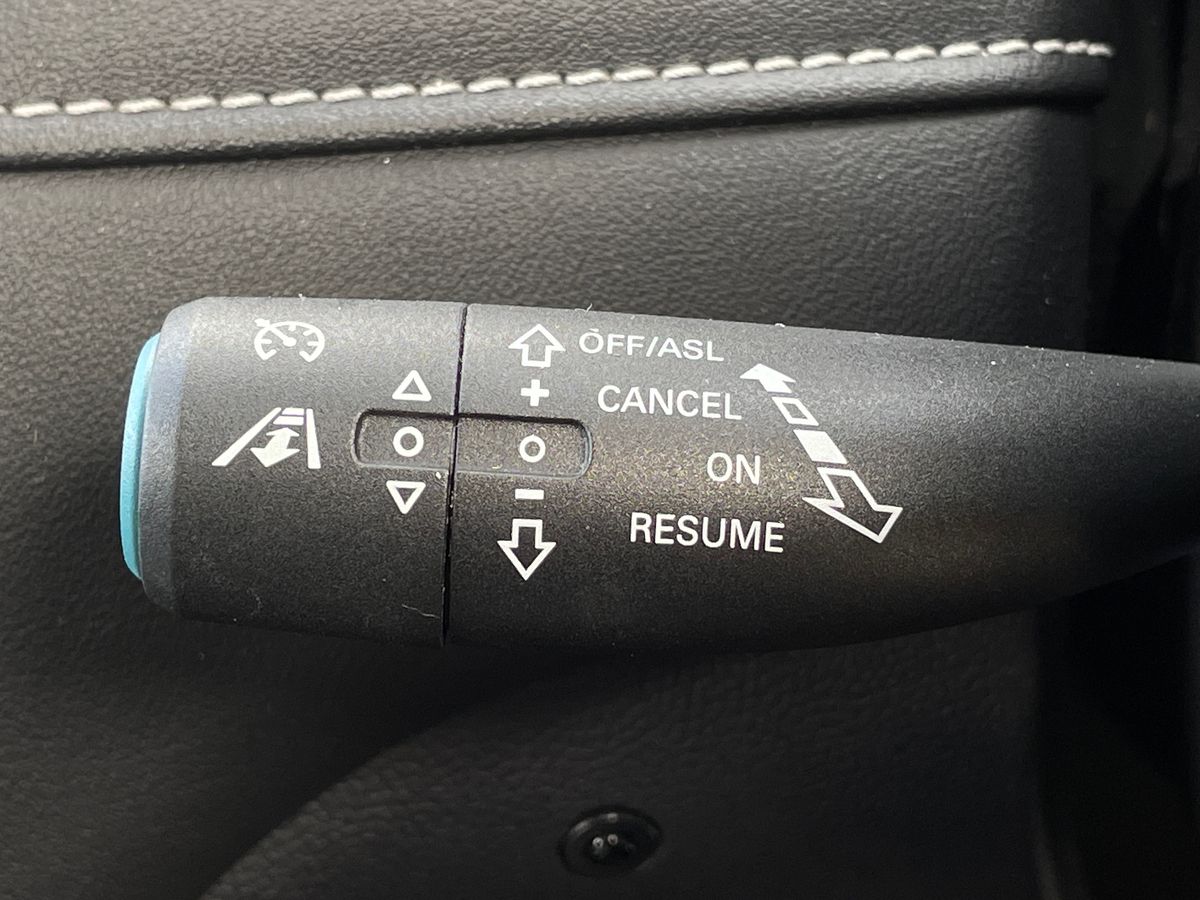 OFF/ASL
+
CANCEL
ON
–
RESUME